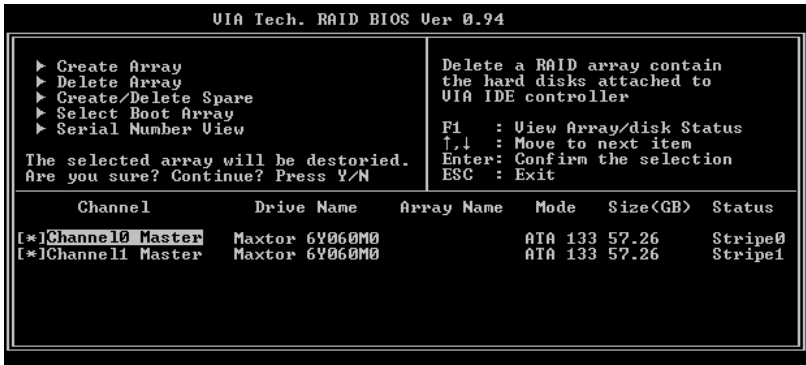 VIA Tech. RAID BIOS Ver 0.94
► Create Array
► Delete Array
► Create/Delete Spare
► Select Boot Array
► Serial Number View
The selected array will be destoried.
Are you sure? Continue? Press Y/N
Delete a RAID array contain
the hard disks attached to
VIA IDE controller
F1 : View Array/disk Status
↑,↓ : Move to next item
Enter: Confirm the selection
ESC : Exit
Channel Drive Name Array Name Mode Size(GB) Status
[*]Channel0 Master Maxtor 6Y060M0 ATA 133 57.26 Stripe0
[*]Channel1 Master Maxtor 6Y060M0 ATA 133 57.26 Stripe1